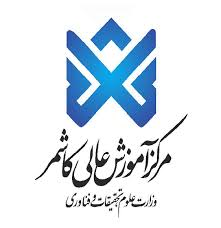 مرکز آموزش عالی کاشمر
وزارت علوم تحقیقات و فناوری